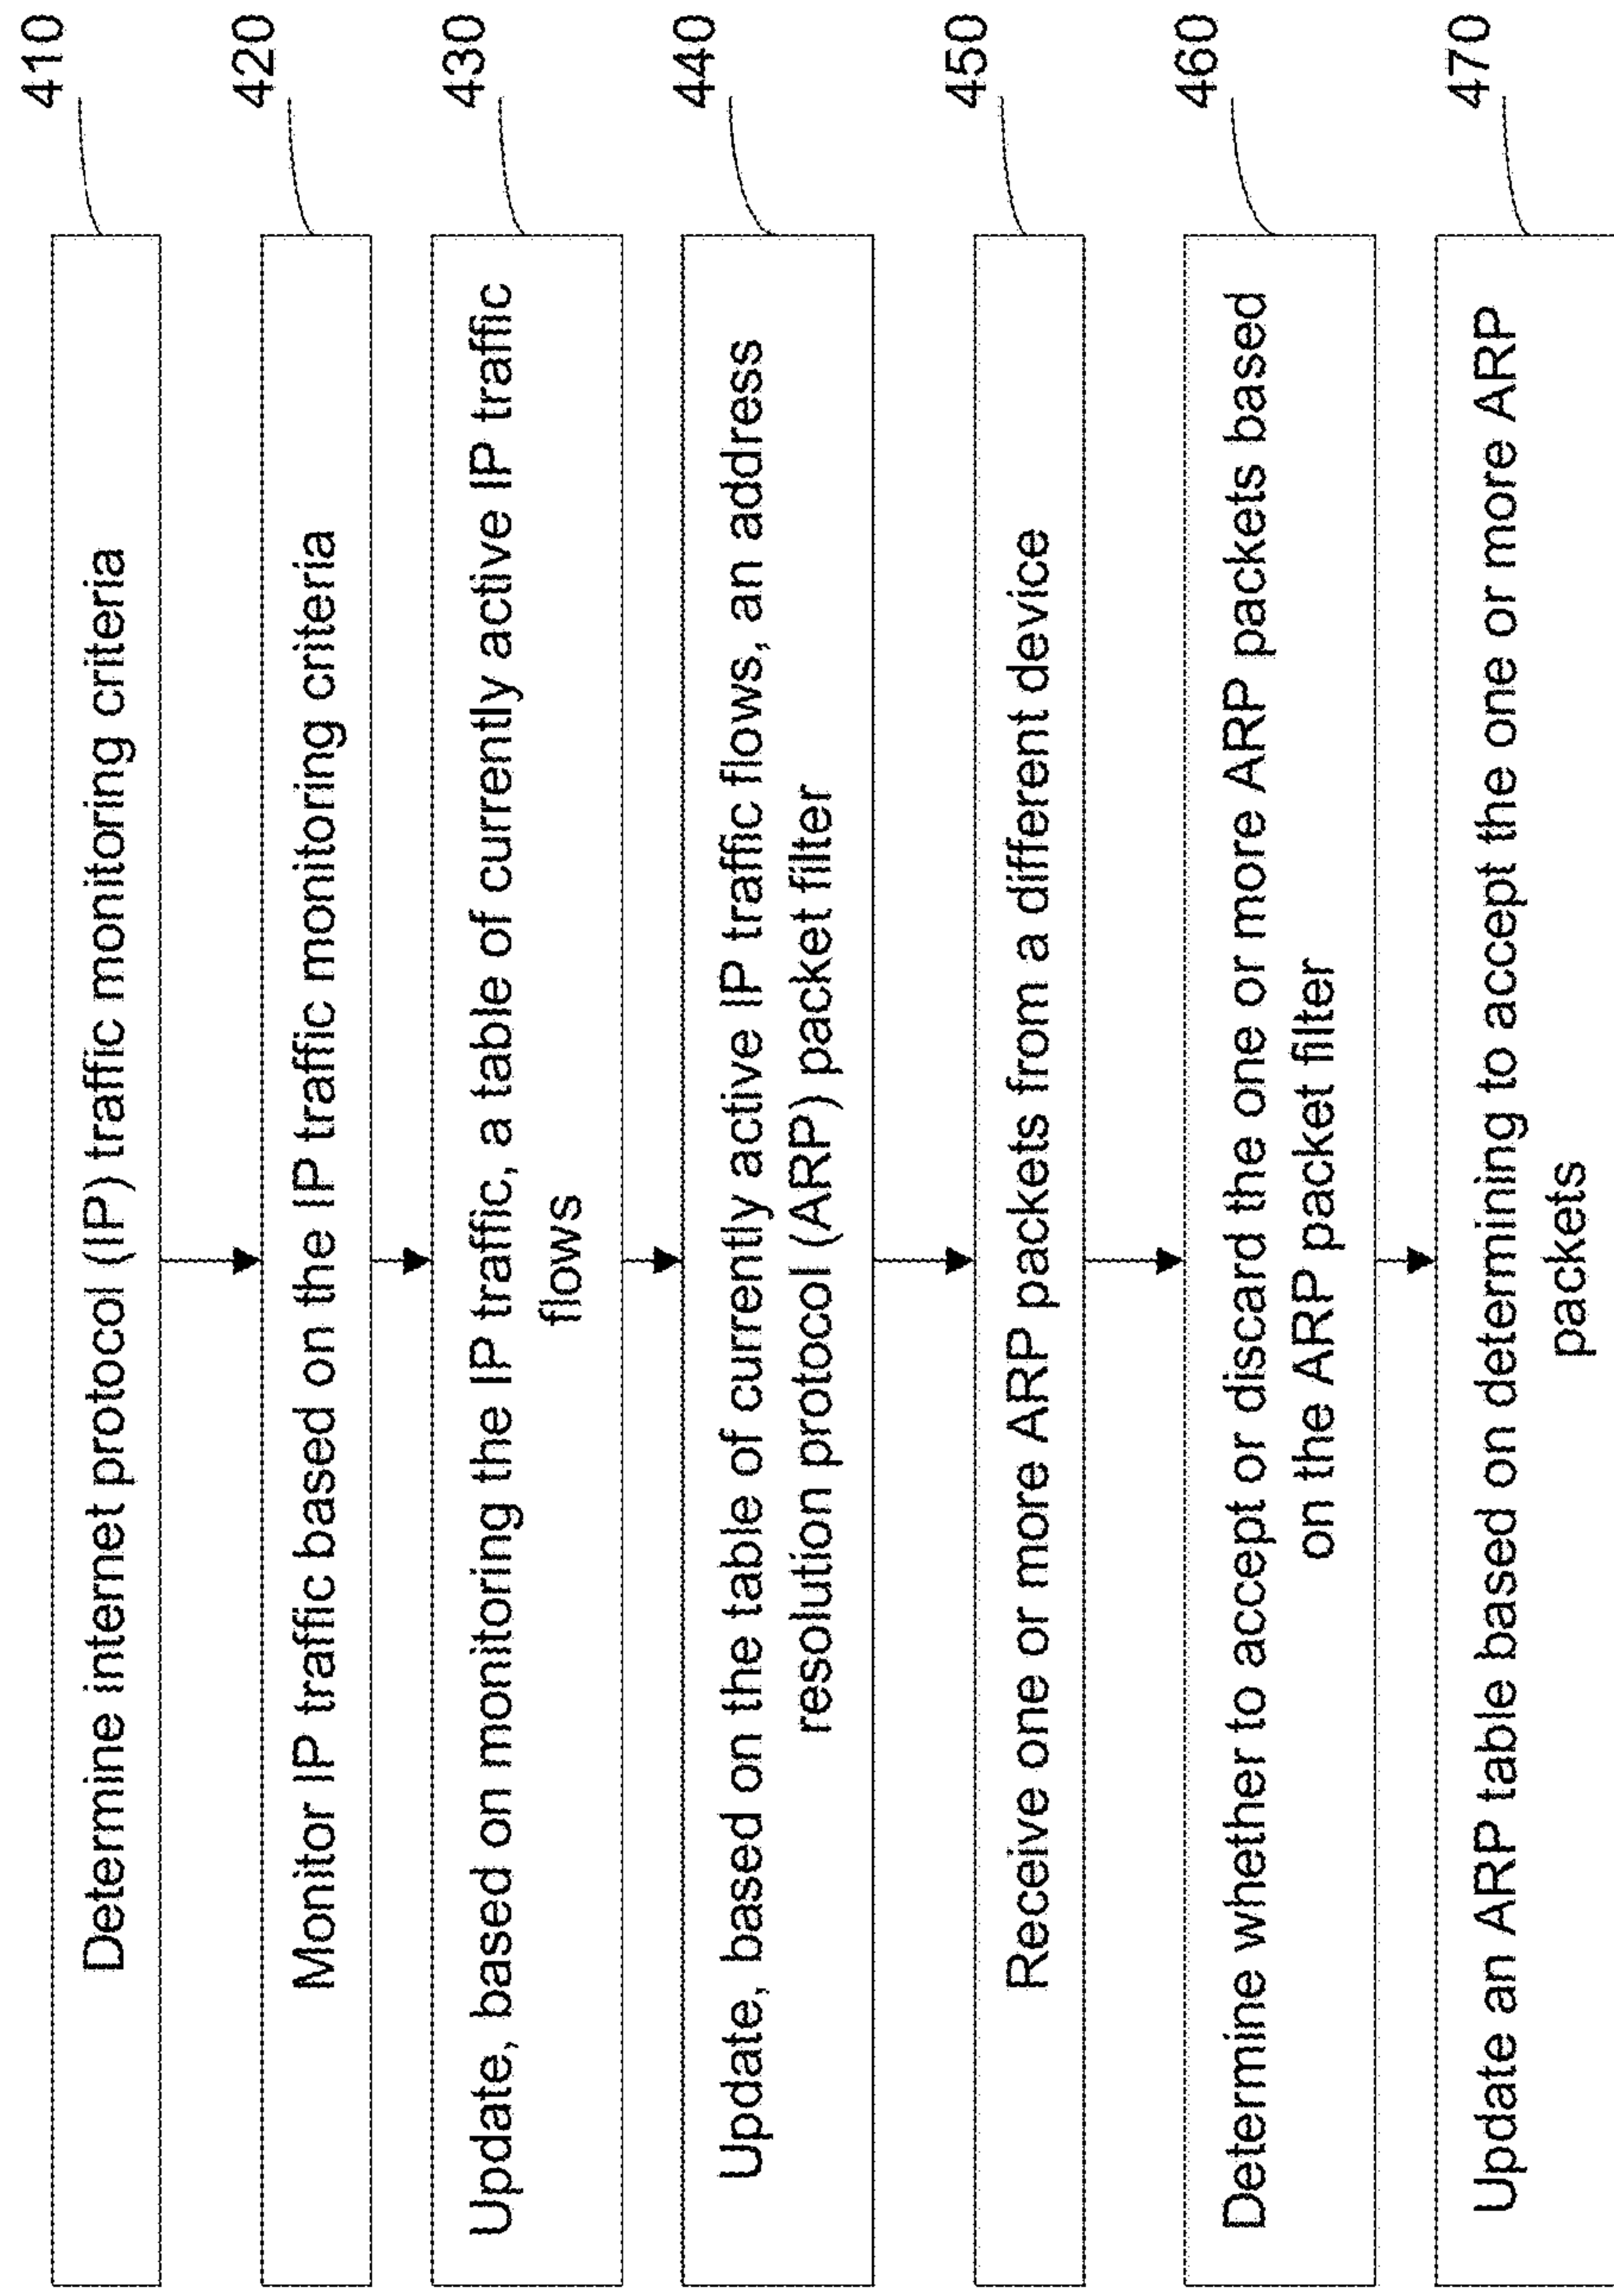 410
Determine internet protocol (IP) traffic monitoring criteria
420
Monitor IP traffic based on the IP traffic monitoring criteria
430
Update, based on monitoring the IP traffic, a table of currently active IP traffic
flows
440
Update, based on the table of currently active IP traffic flows, an address
resolution protocol (ARP) packet filter
450
Receive one or more ARP packets from a different device
460
Determine whether to accept or discard the one or more ARP packets based
on the ARP packet filter
470
Update an ARP table based on determining to accept the one or more ARP
packets